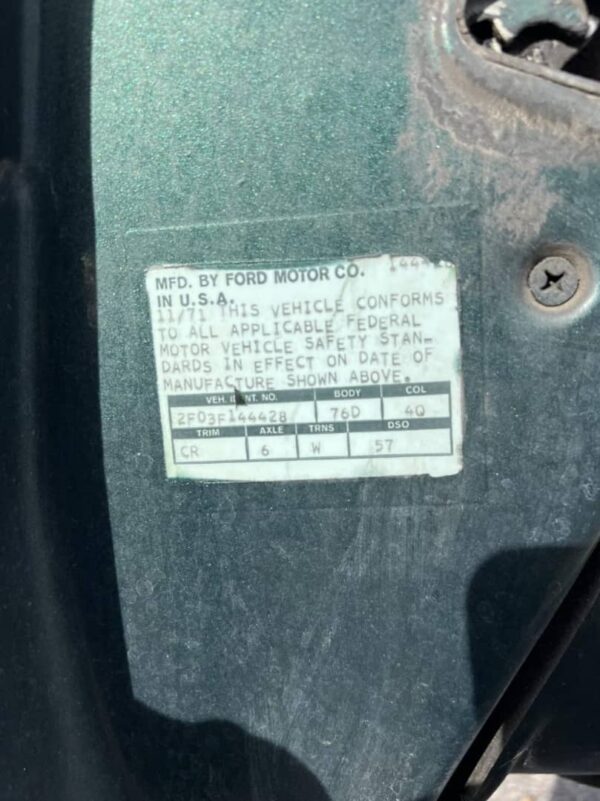 MFD. BY FORD MOTOR CO. 144
IN U.S.A.
11/71 THIS VEHICLE CONFORMS
TO ALL APPLICABLE FEDERAL
MOTOR VEHICLE SAFETY STAN-
DARDS IN EFFECT ON DATE OF
MANUFACTURE SHOWN ABOVE.
VEH. IDENT. NO. BODY COL
2F03F144428 76D 4Q
TRIM AXLE TRNS DSO
CR 6 W 57